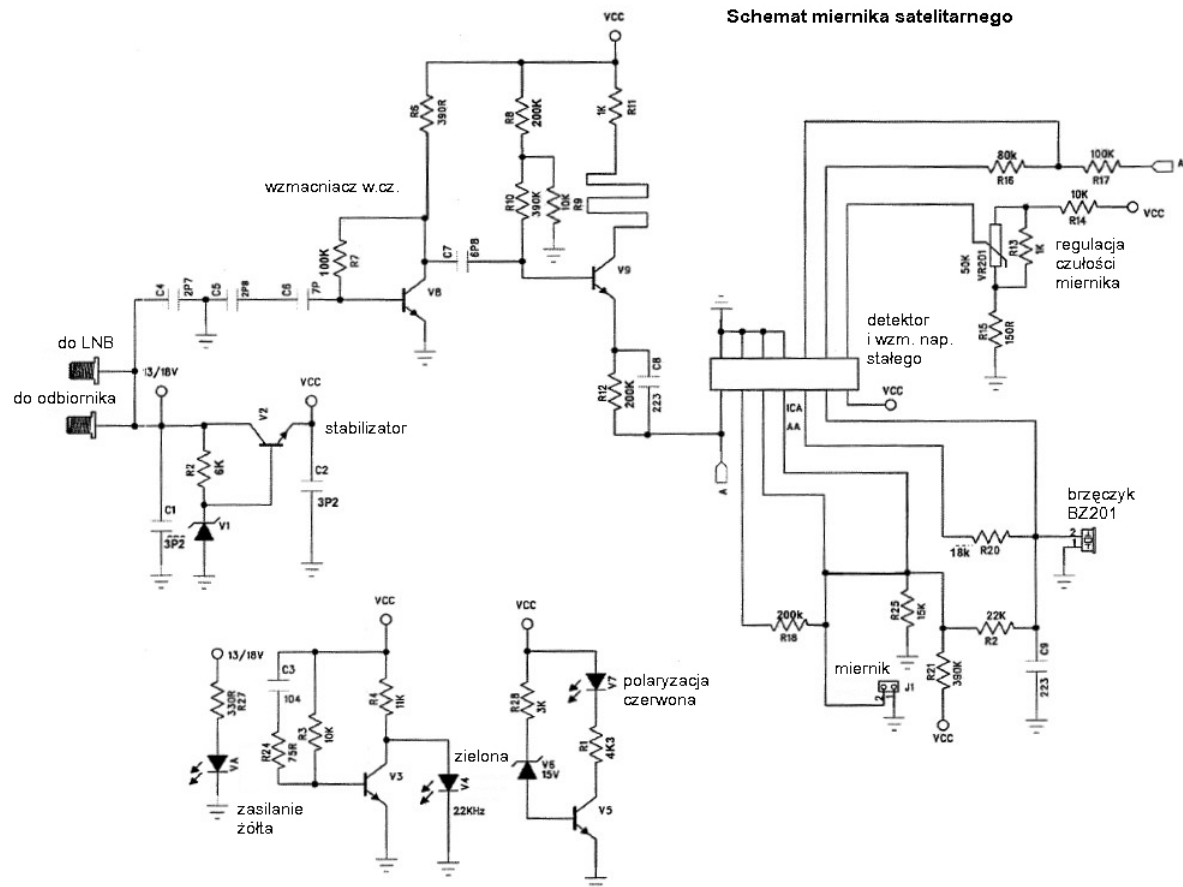 Schemat miernika satelitarnego
VCC
R6
390R
R8
200K
1K
R11
wzmacniacz w.cz.
R10
390K
10K
R9
100K
R7
C7
6P8
V9
C4
2P7
C5
2P8
C6
7P
V8
80k
R16
100K
R17
A
10K
R14
VCC
50K
VR201
R13
1K
regulacja
czułości
miernika
R15
150R
detektor
i wzm. nap.
stałego
VCC
ICA
AA
do LNB
do odbiornika
13/18V
V2
VCC
stabilizator
R2
6K
C1
3P2
V1
C2
3P2
R12
200K
C8
223
A
brzęczyk
BZ201
2
1
18k
R20
200k
R18
R25
15K
22K
R2
R21
390K
C9
223
miernik
2
1
J1
VCC
13/18V
330R
R27
VA
zasilanie
żółta
VCC
C3
104
R24
75R
R3
10K
R4
11K
V3
zielona
V4
22KHz
VCC
R28
3K
V7
polaryzacja
czerwona
R1
4K3
V6
15V
V5